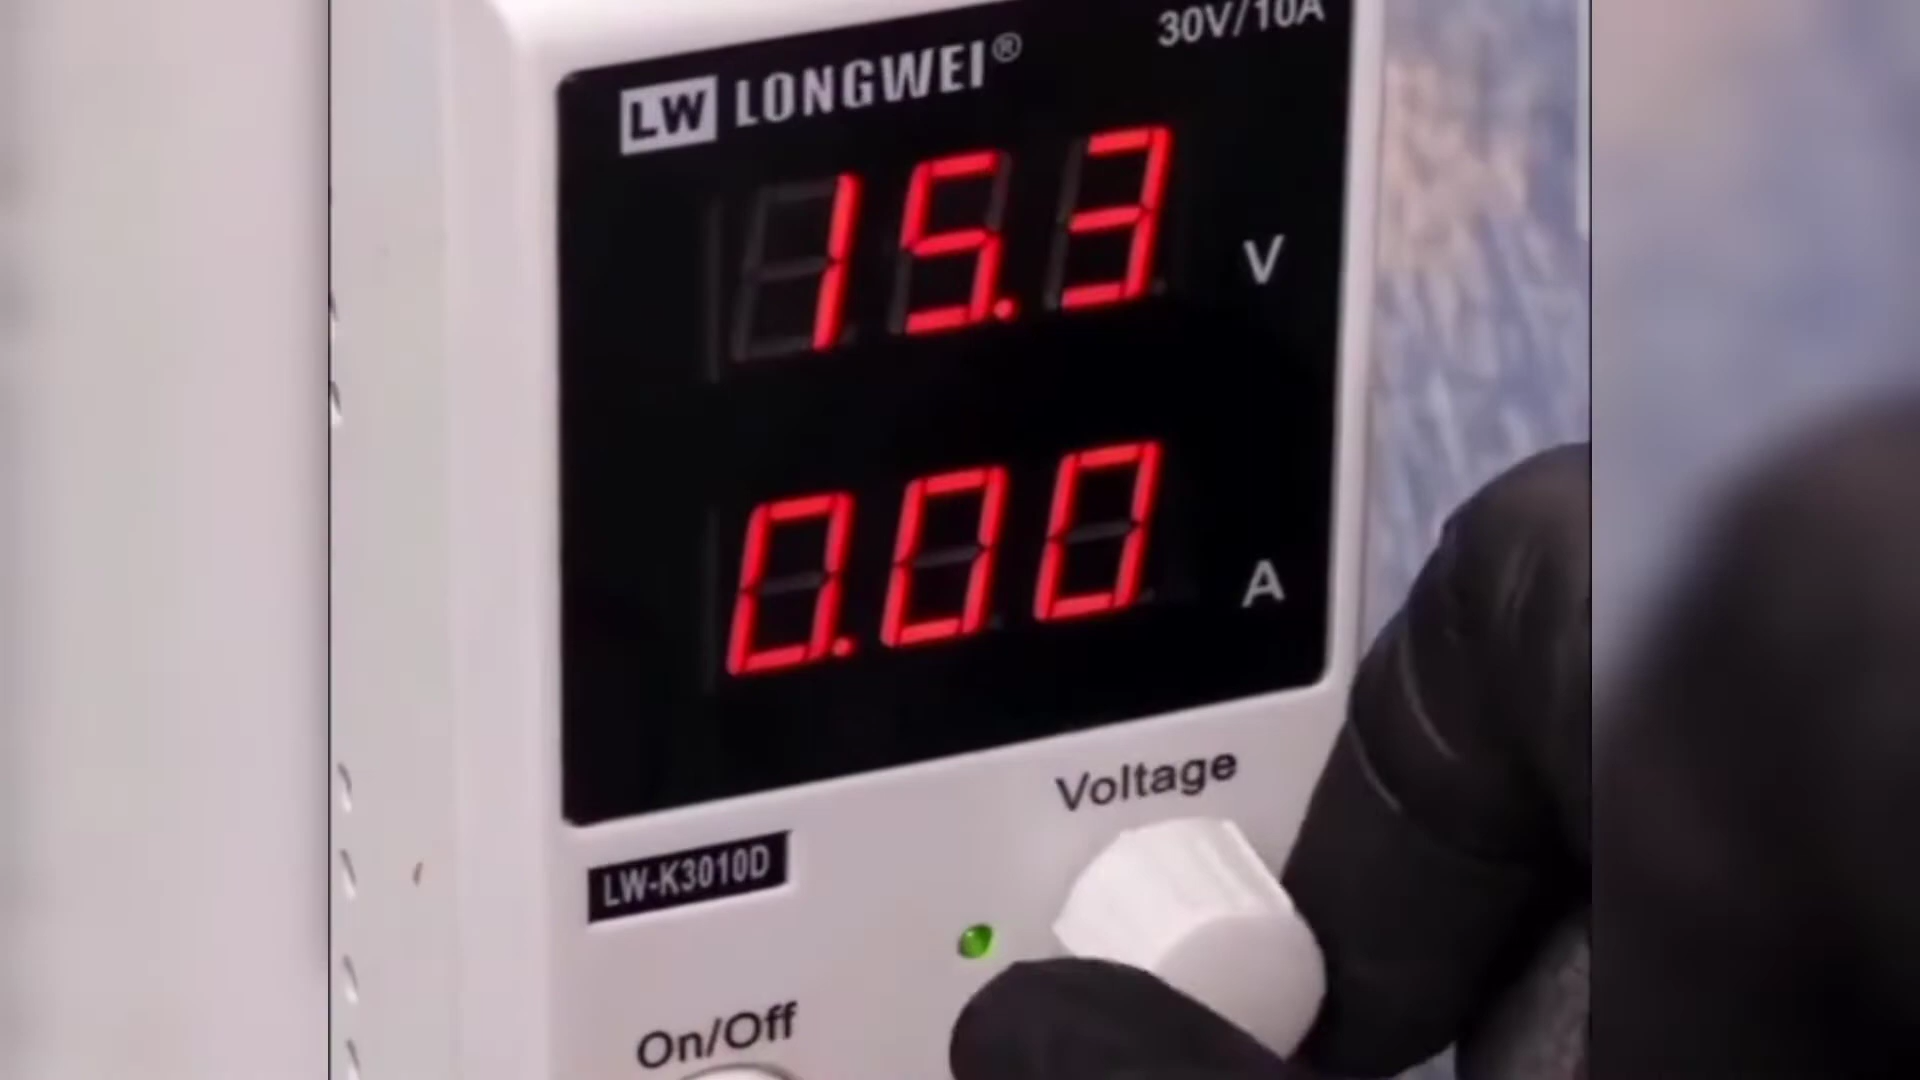 30V/10A
LW LONGWEI®
15.3 V
0.00 A
Voltage
LW-K3010D
On/Off